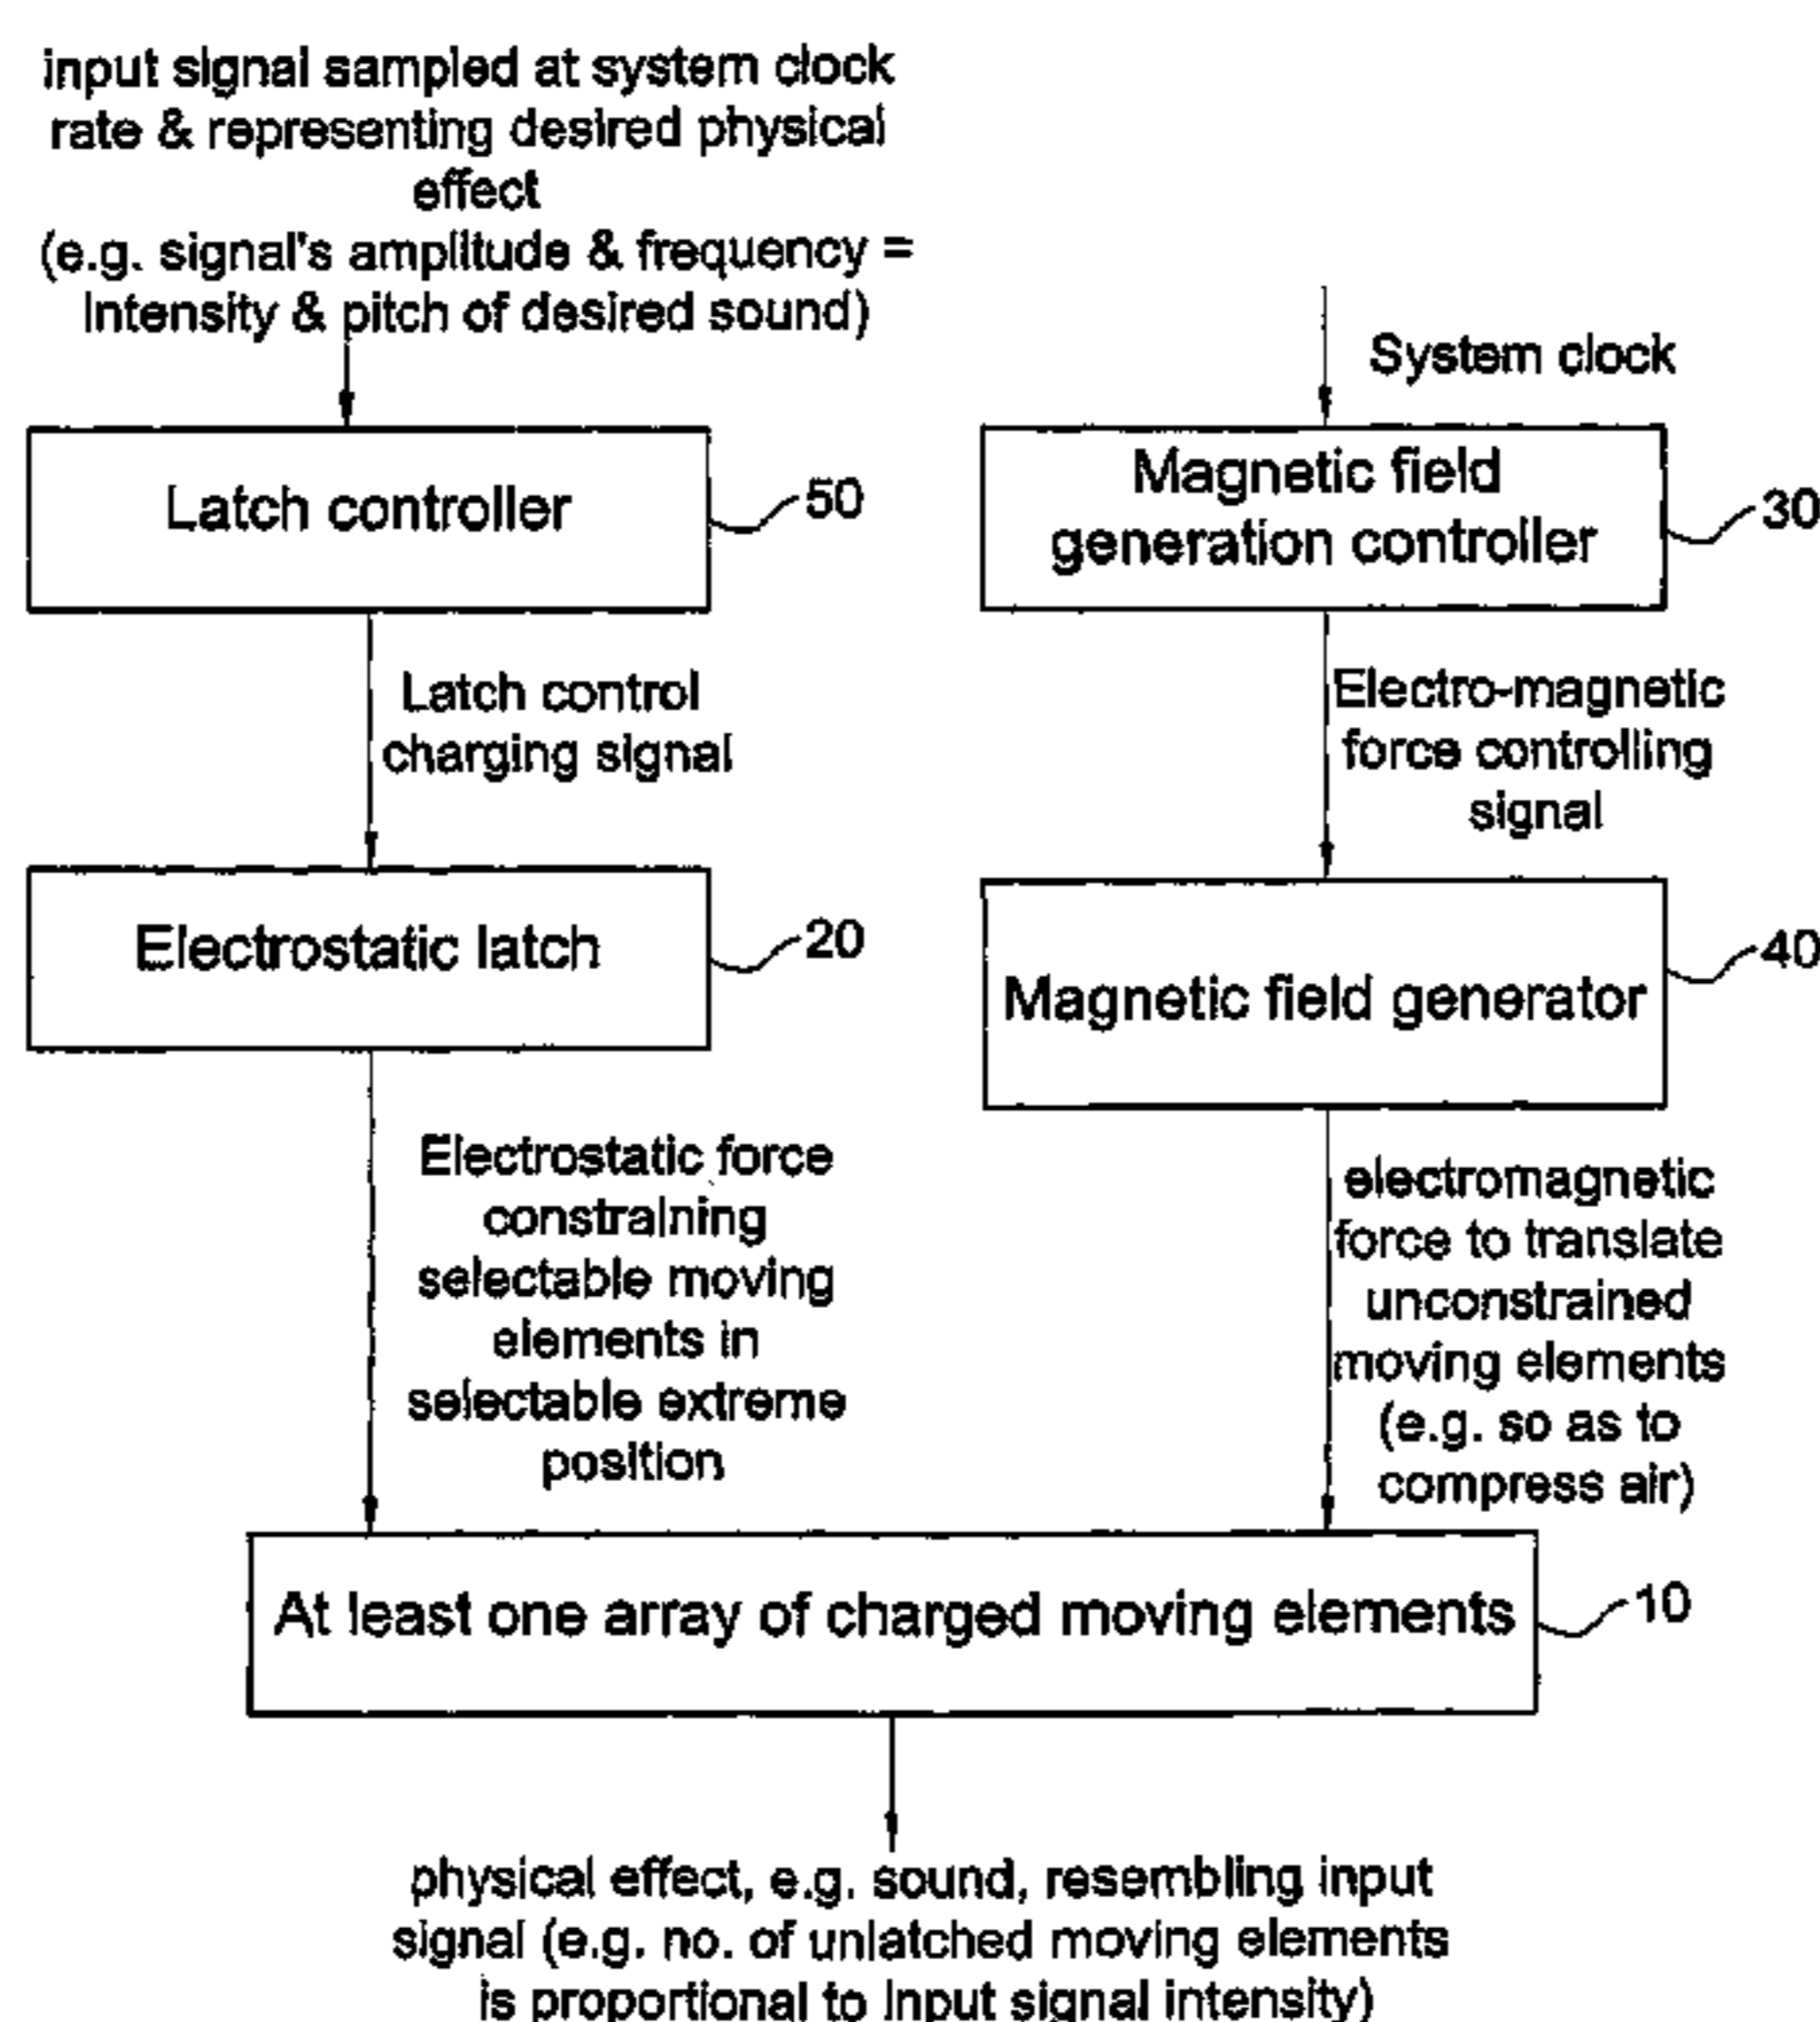 input signal sampled at system clock
rate & representing desired physical
effect
(e.g. signal's amplitude & frequency =
Intensity & pitch of desired sound)
System clock
Latch controller
50
Magnetic field
generation controller
30
Latch control
charging signal
Electro-magnetic
force controlling
signal
Electrostatic latch
20
Magnetic field generator
40
Electrostatic force
constraining
selectable moving
elements in
selectable extreme
position
electromagnetic
force to translate
unconstrained
moving elements
(e.g. so as to
compress air)
At least one array of charged moving elements
10
physical effect, e.g. sound, resembling input
signal (e.g. no. of unlatched moving elements
is proportional to input signal intensity)